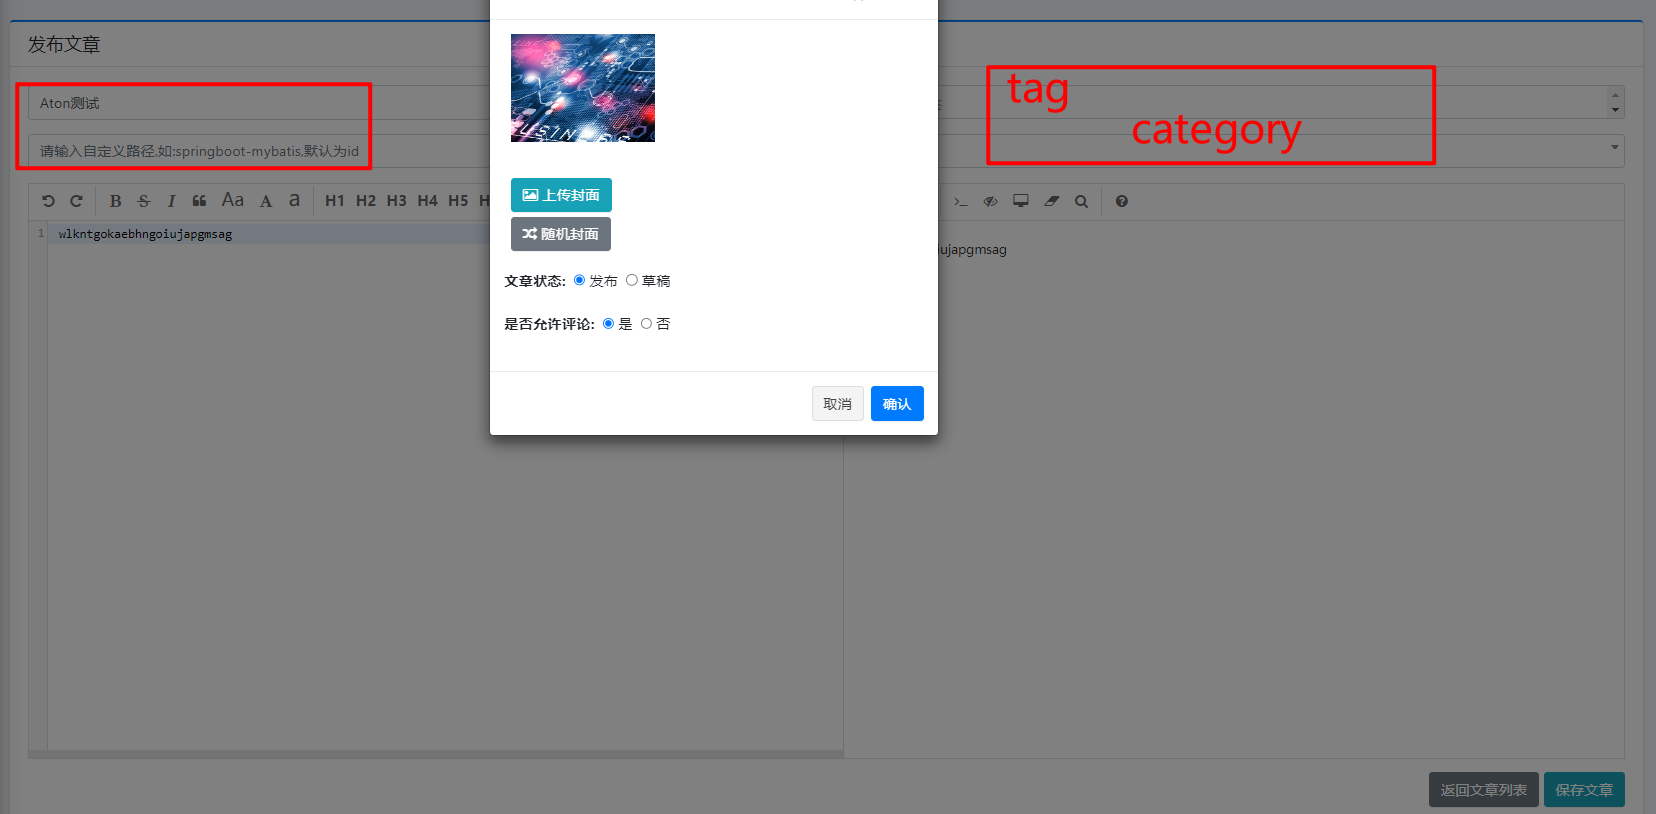 发布文章
Aton测试
tag
category
请输入自定义路径,如:springboot-mybatis,默认为id
B S I Aa A a H1 H2 H3 H4 H5 H
1 wlkntgokaebhngoiujapgmsag
iujapgmsag
上传封面
随机封面
文章状态: 发布 草稿
是否允许评论: 是 否
取消 确认
返回文章列表 保存文章